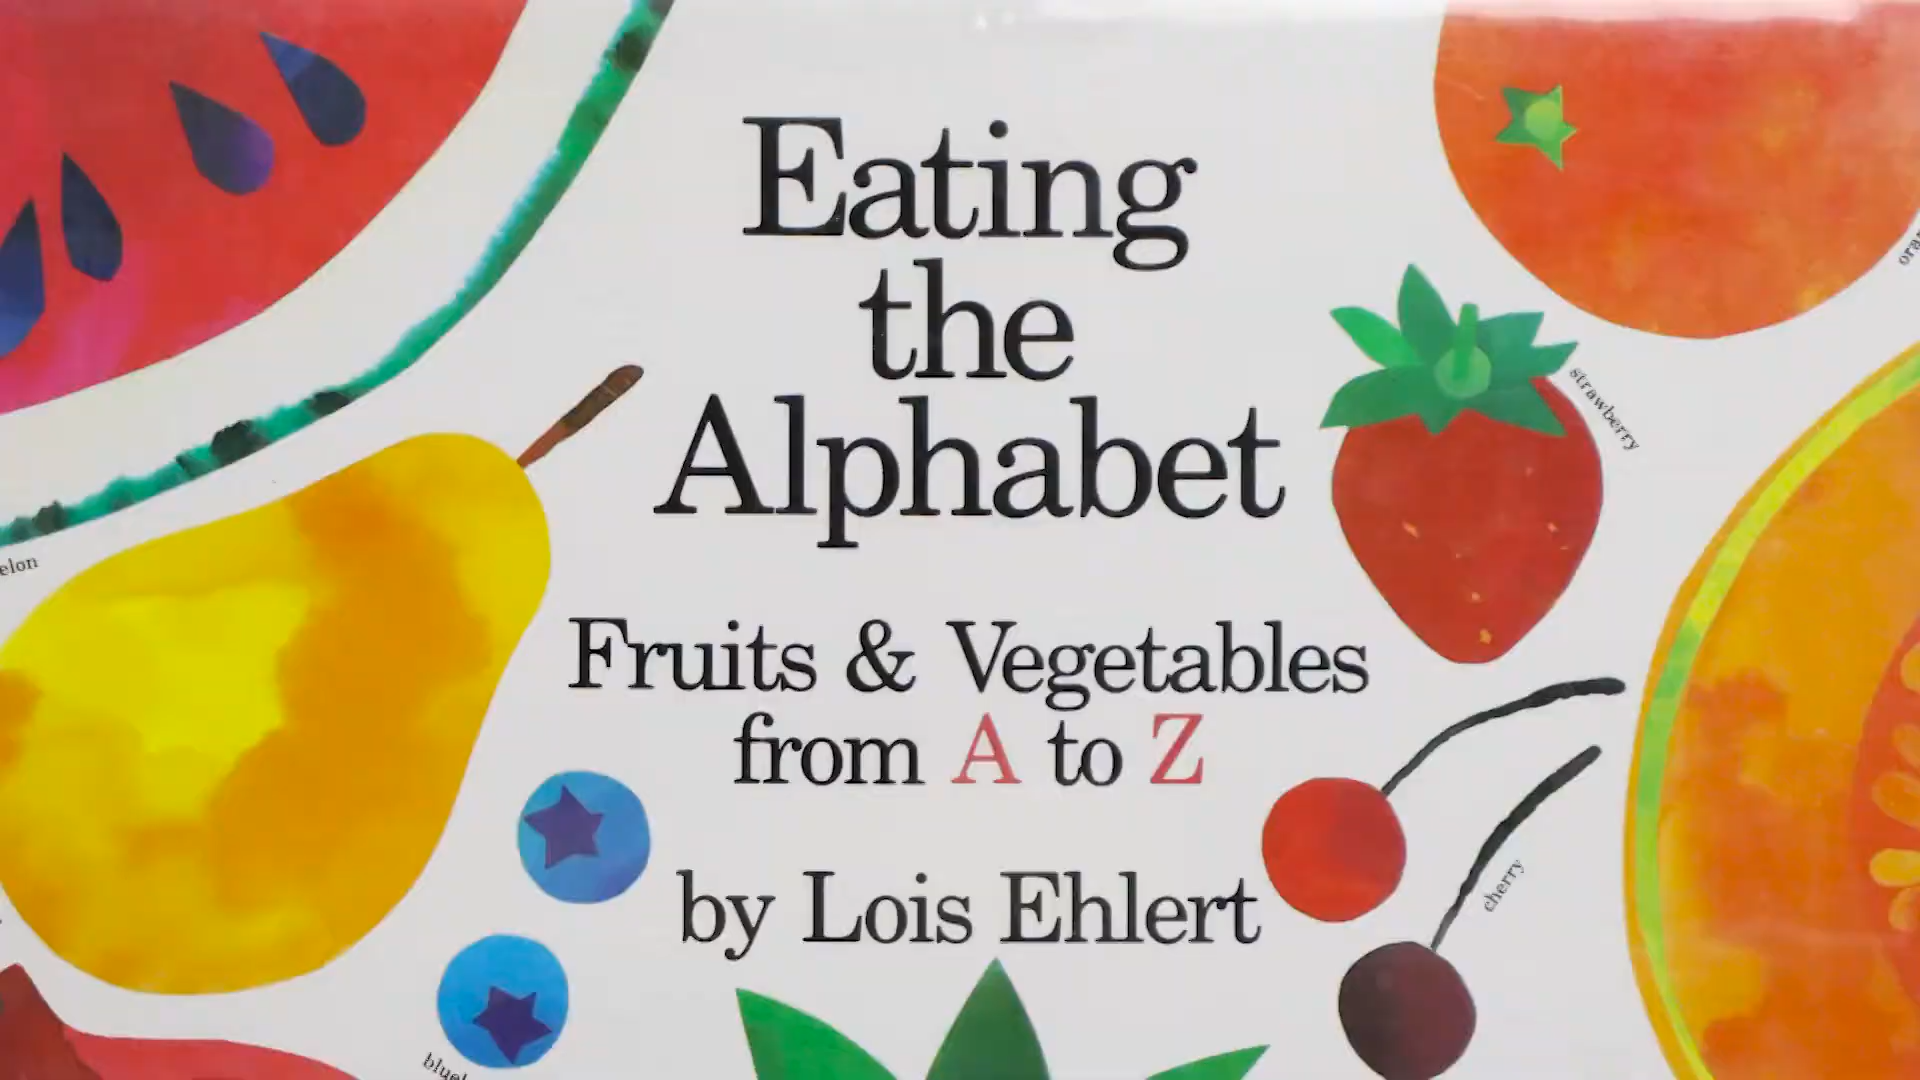 Eating
the
Alphabet
Fruits & Vegetables
from A to Z
by Lois Ehlert
strawberry
cherry